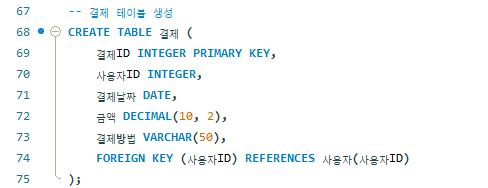 67 -- 결제 테이블 생성
68 CREATE TABLE 결제 (
69 결제ID INTEGER PRIMARY KEY,
70 사용자ID INTEGER,
71 결제날짜 DATE,
72 금액 DECIMAL(10, 2),
73 결제방법 VARCHAR(50),
74 FOREIGN KEY (사용자ID) REFERENCES 사용자(사용자ID)
75 );